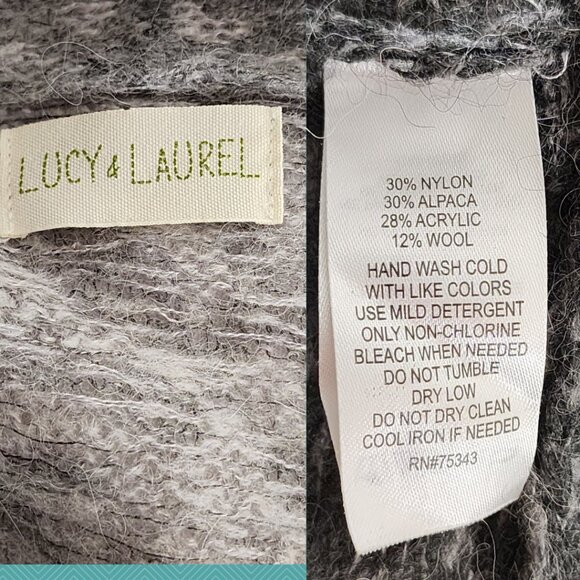 LUCY & LAUREL
30% NYLON
30% ALPACA
28% ACRYLIC
12% WOOL
HAND WASH COLD
WITH LIKE COLORS
USE MILD DETERGENT
ONLY NON-CHLORINE
BLEACH WHEN NEEDED
DO NOT TUMBLE
DRY LOW
DO NOT DRY CLEAN
COOL IRON IF NEEDED
RN#75343